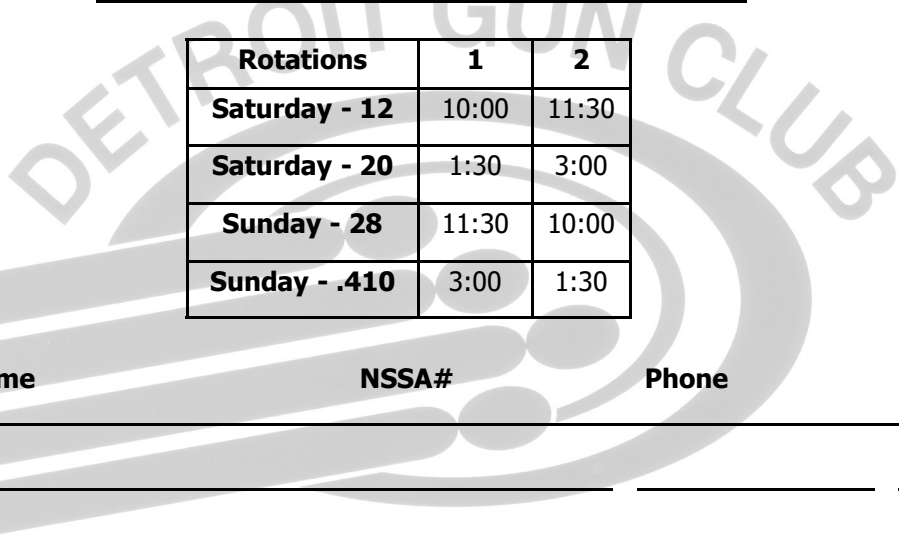 DETROIT GUN CLUB
Rotations 1 2
Saturday - 12 10:00 11:30
Saturday - 20 1:30 3:00
Sunday - 28 11:30 10:00
Sunday - .410 3:00 1:30
me NSSA# Phone